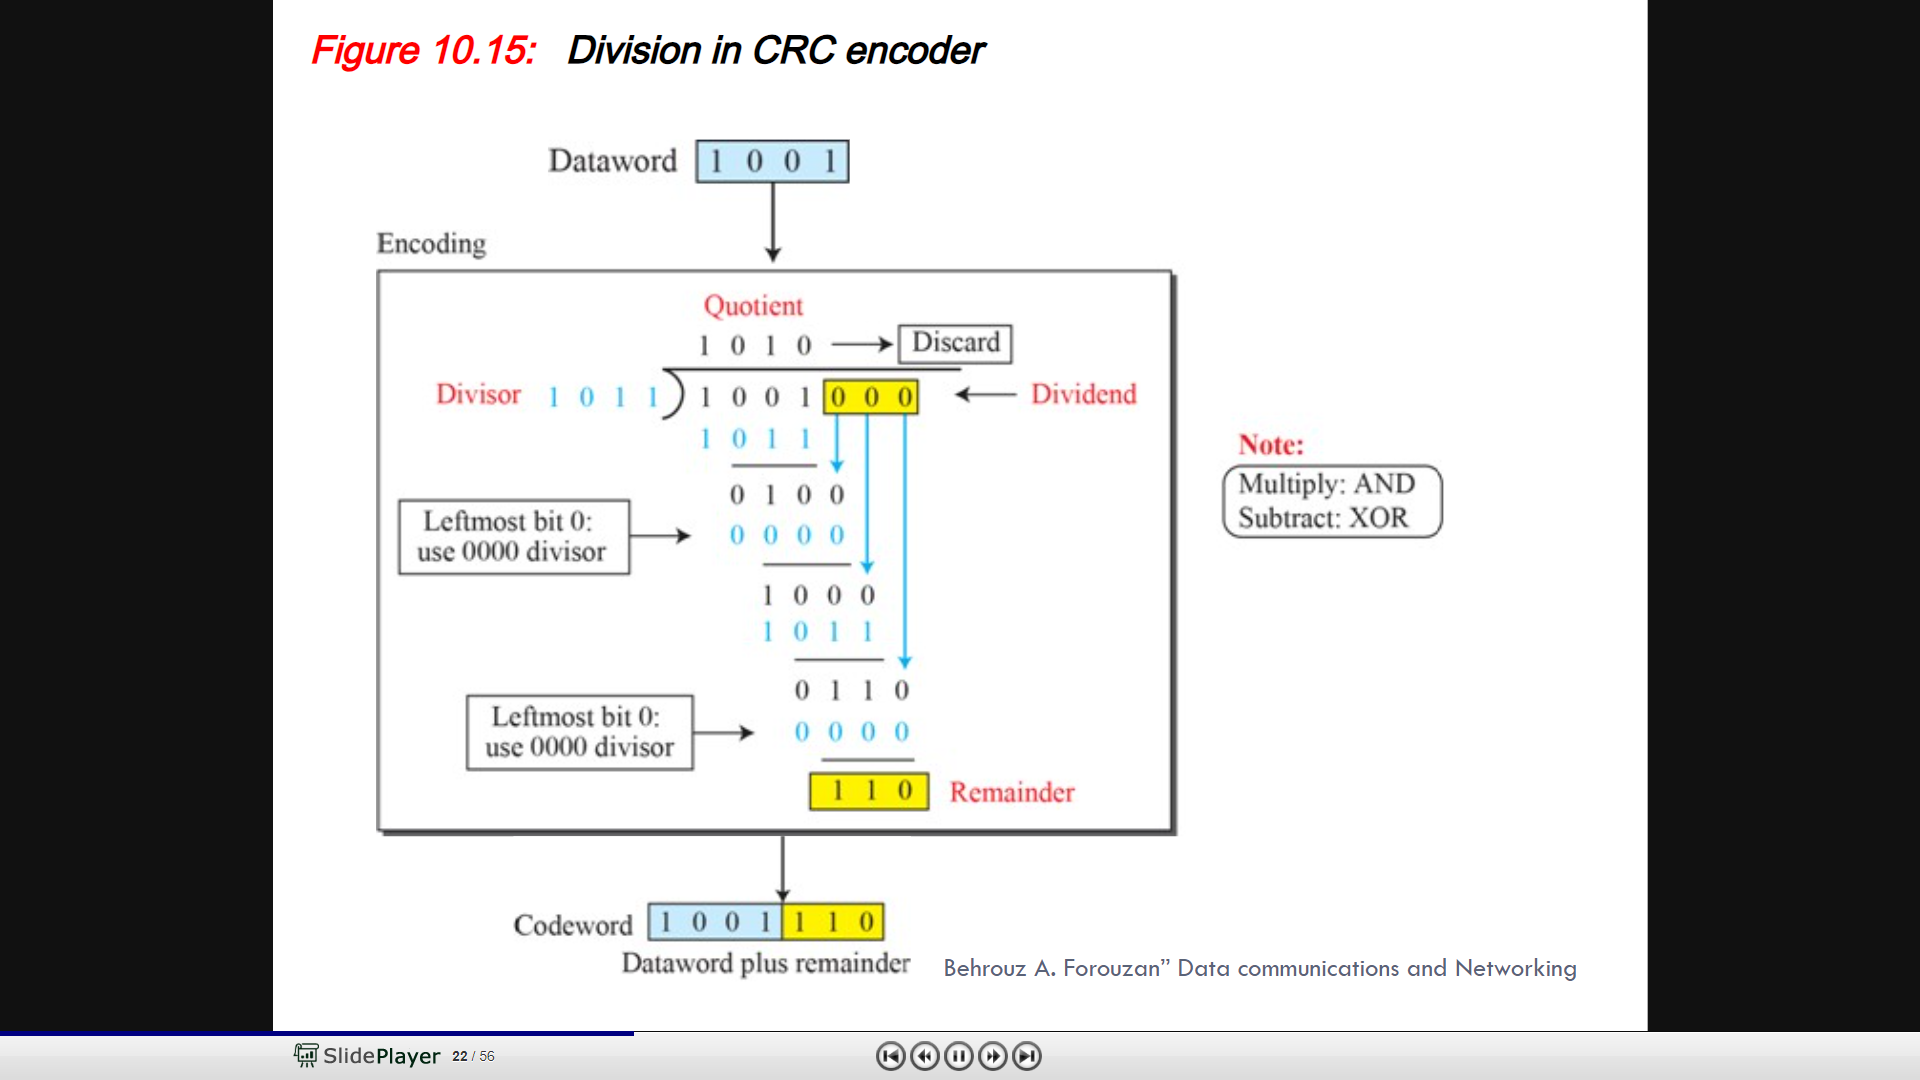 Figure 10.15: Division in CRC encoder
Dataword 1 0 0 1
Encoding
Quotient
1 0 1 0 Discard
Divisor 1 0 1 1 1 0 0 1 0 0 0 Dividend
1 0 1 1
0 1 0 0
Leftmost bit 0:
use 0000 divisor
0 0 0 0
1 0 0 0
1 0 1 1
0 1 1 0
Leftmost bit 0:
use 0000 divisor
0 0 0 0
1 1 0 Remainder
Note:
Multiply: AND
Subtract: XOR
Codeword 1 0 0 1 1 1 0
Dataword plus remainder
Behrouz A. Forouzan” Data communications and Networking
SlidePlayer 22 / 56